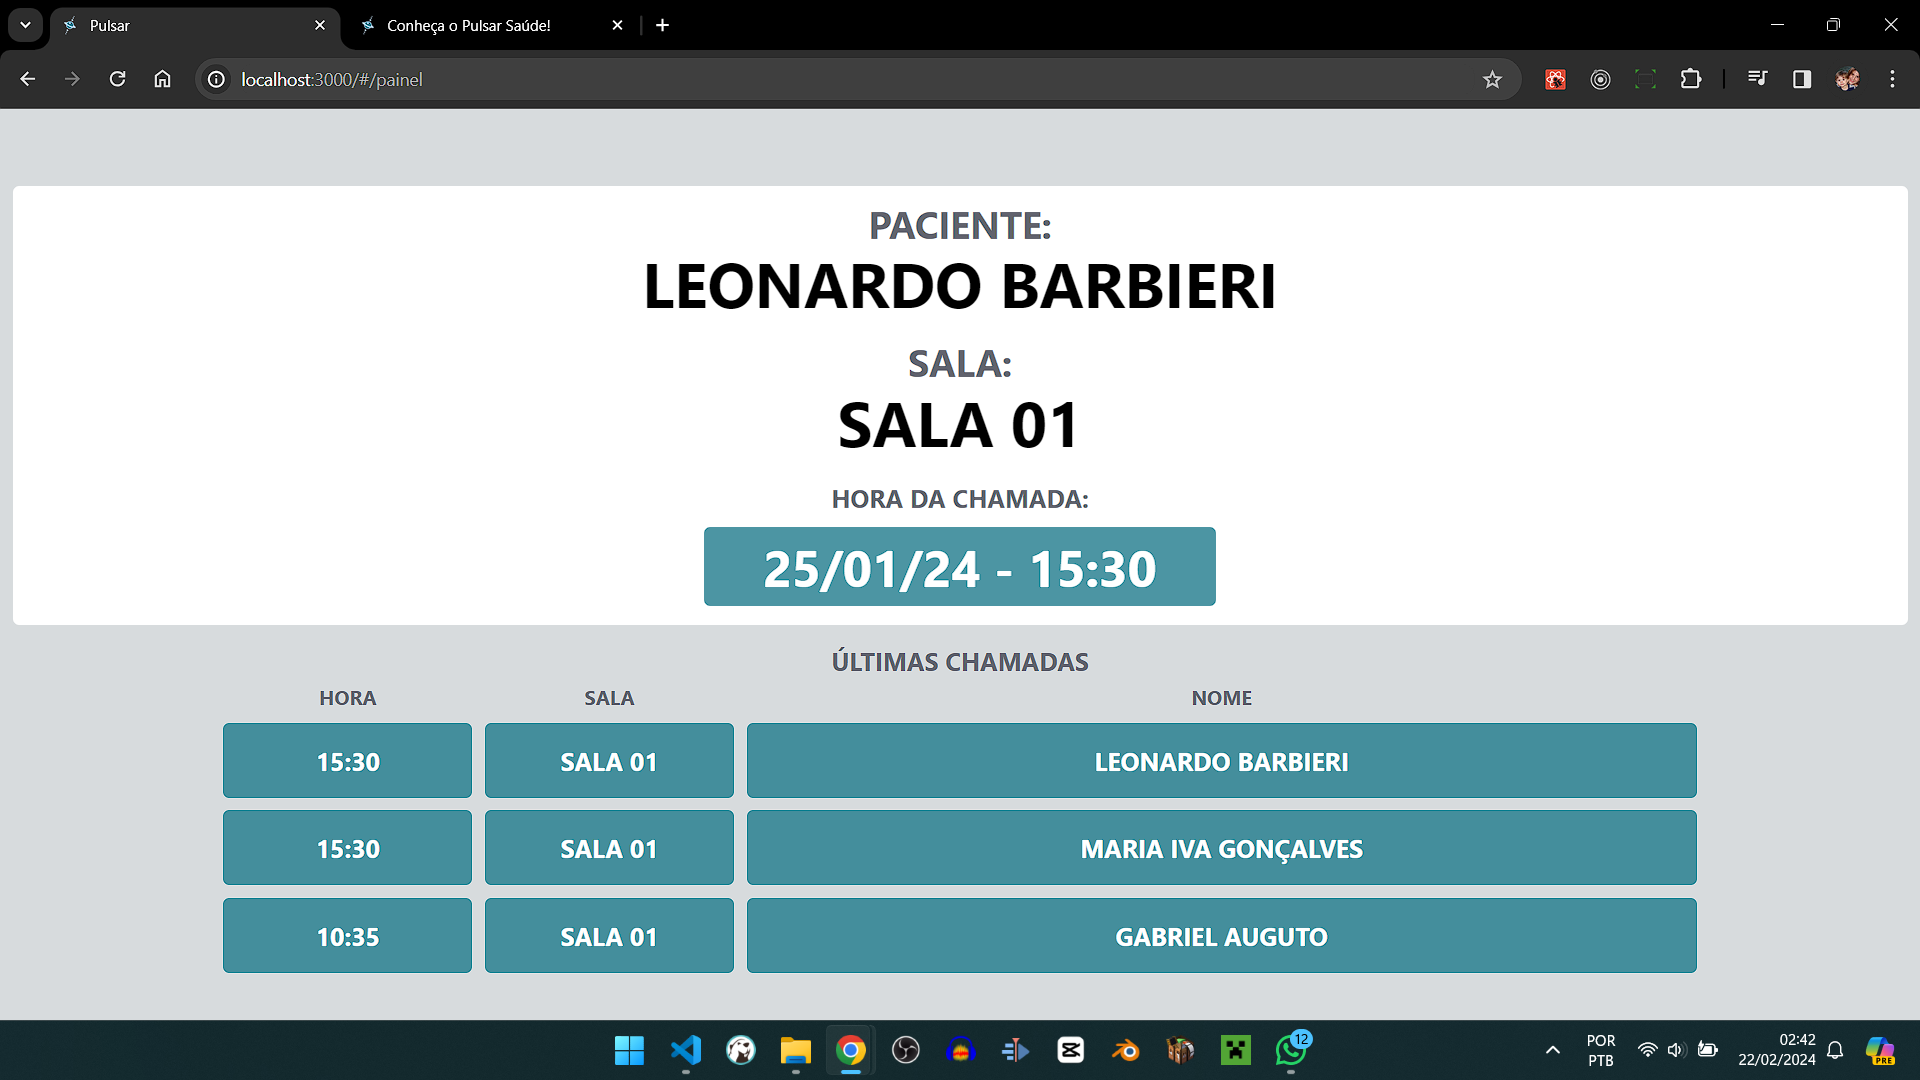 Pulsar
Conheça o Pulsar Saúde!
localhost:3000/#/painel
PACIENTE:
LEONARDO BARBIERI
SALA:
SALA 01
HORA DA CHAMADA:
25/01/24 - 15:30
ÚLTIMAS CHAMADAS
HORA SALA NOME
15:30 SALA 01 LEONARDO BARBIERI
15:30 SALA 01 MARIA IVA GONÇALVES
10:35 SALA 01 GABRIEL AUGUTO
12
POR
PTB
02:42
22/02/2024
PRE